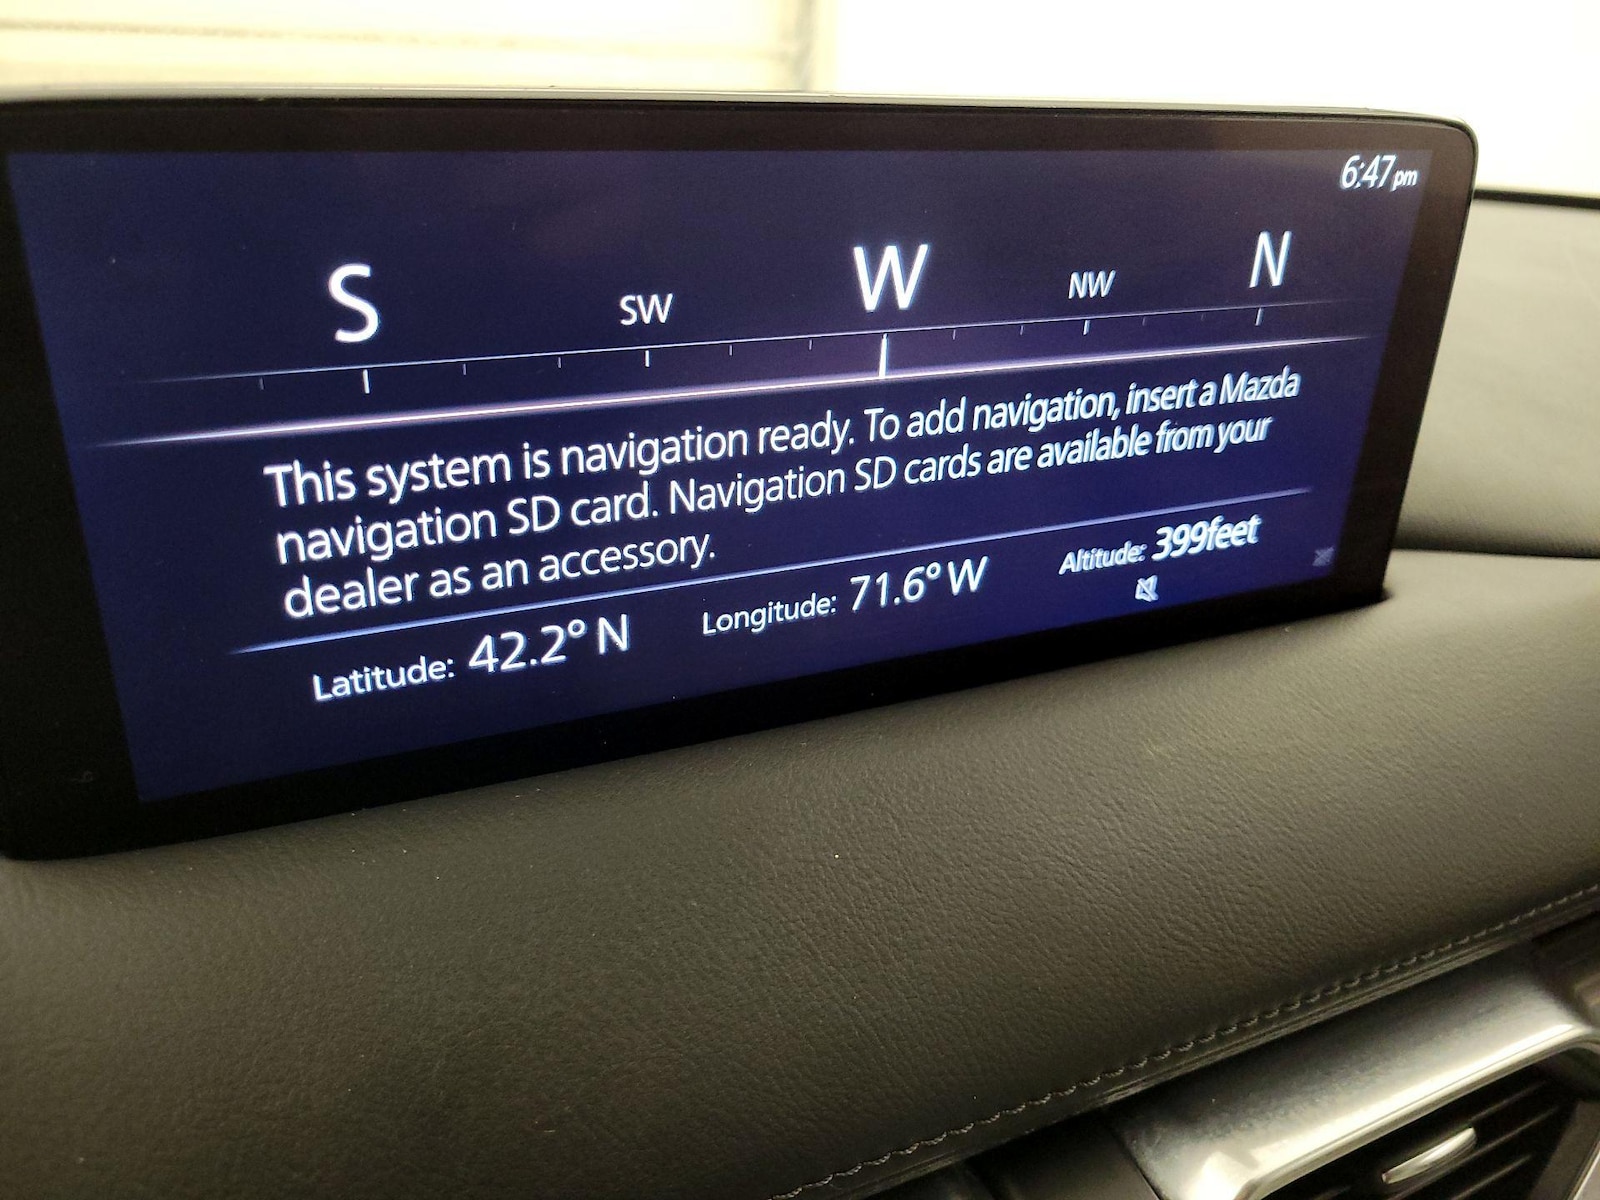 6:47pm
S SW W NW N
This system is navigation ready. To add navigation, insert a Mazda
navigation SD card. Navigation SD cards are available from your
dealer as an accessory.
Latitude: 42.2° N Longitude: 71.6° W Altitude: 399feet